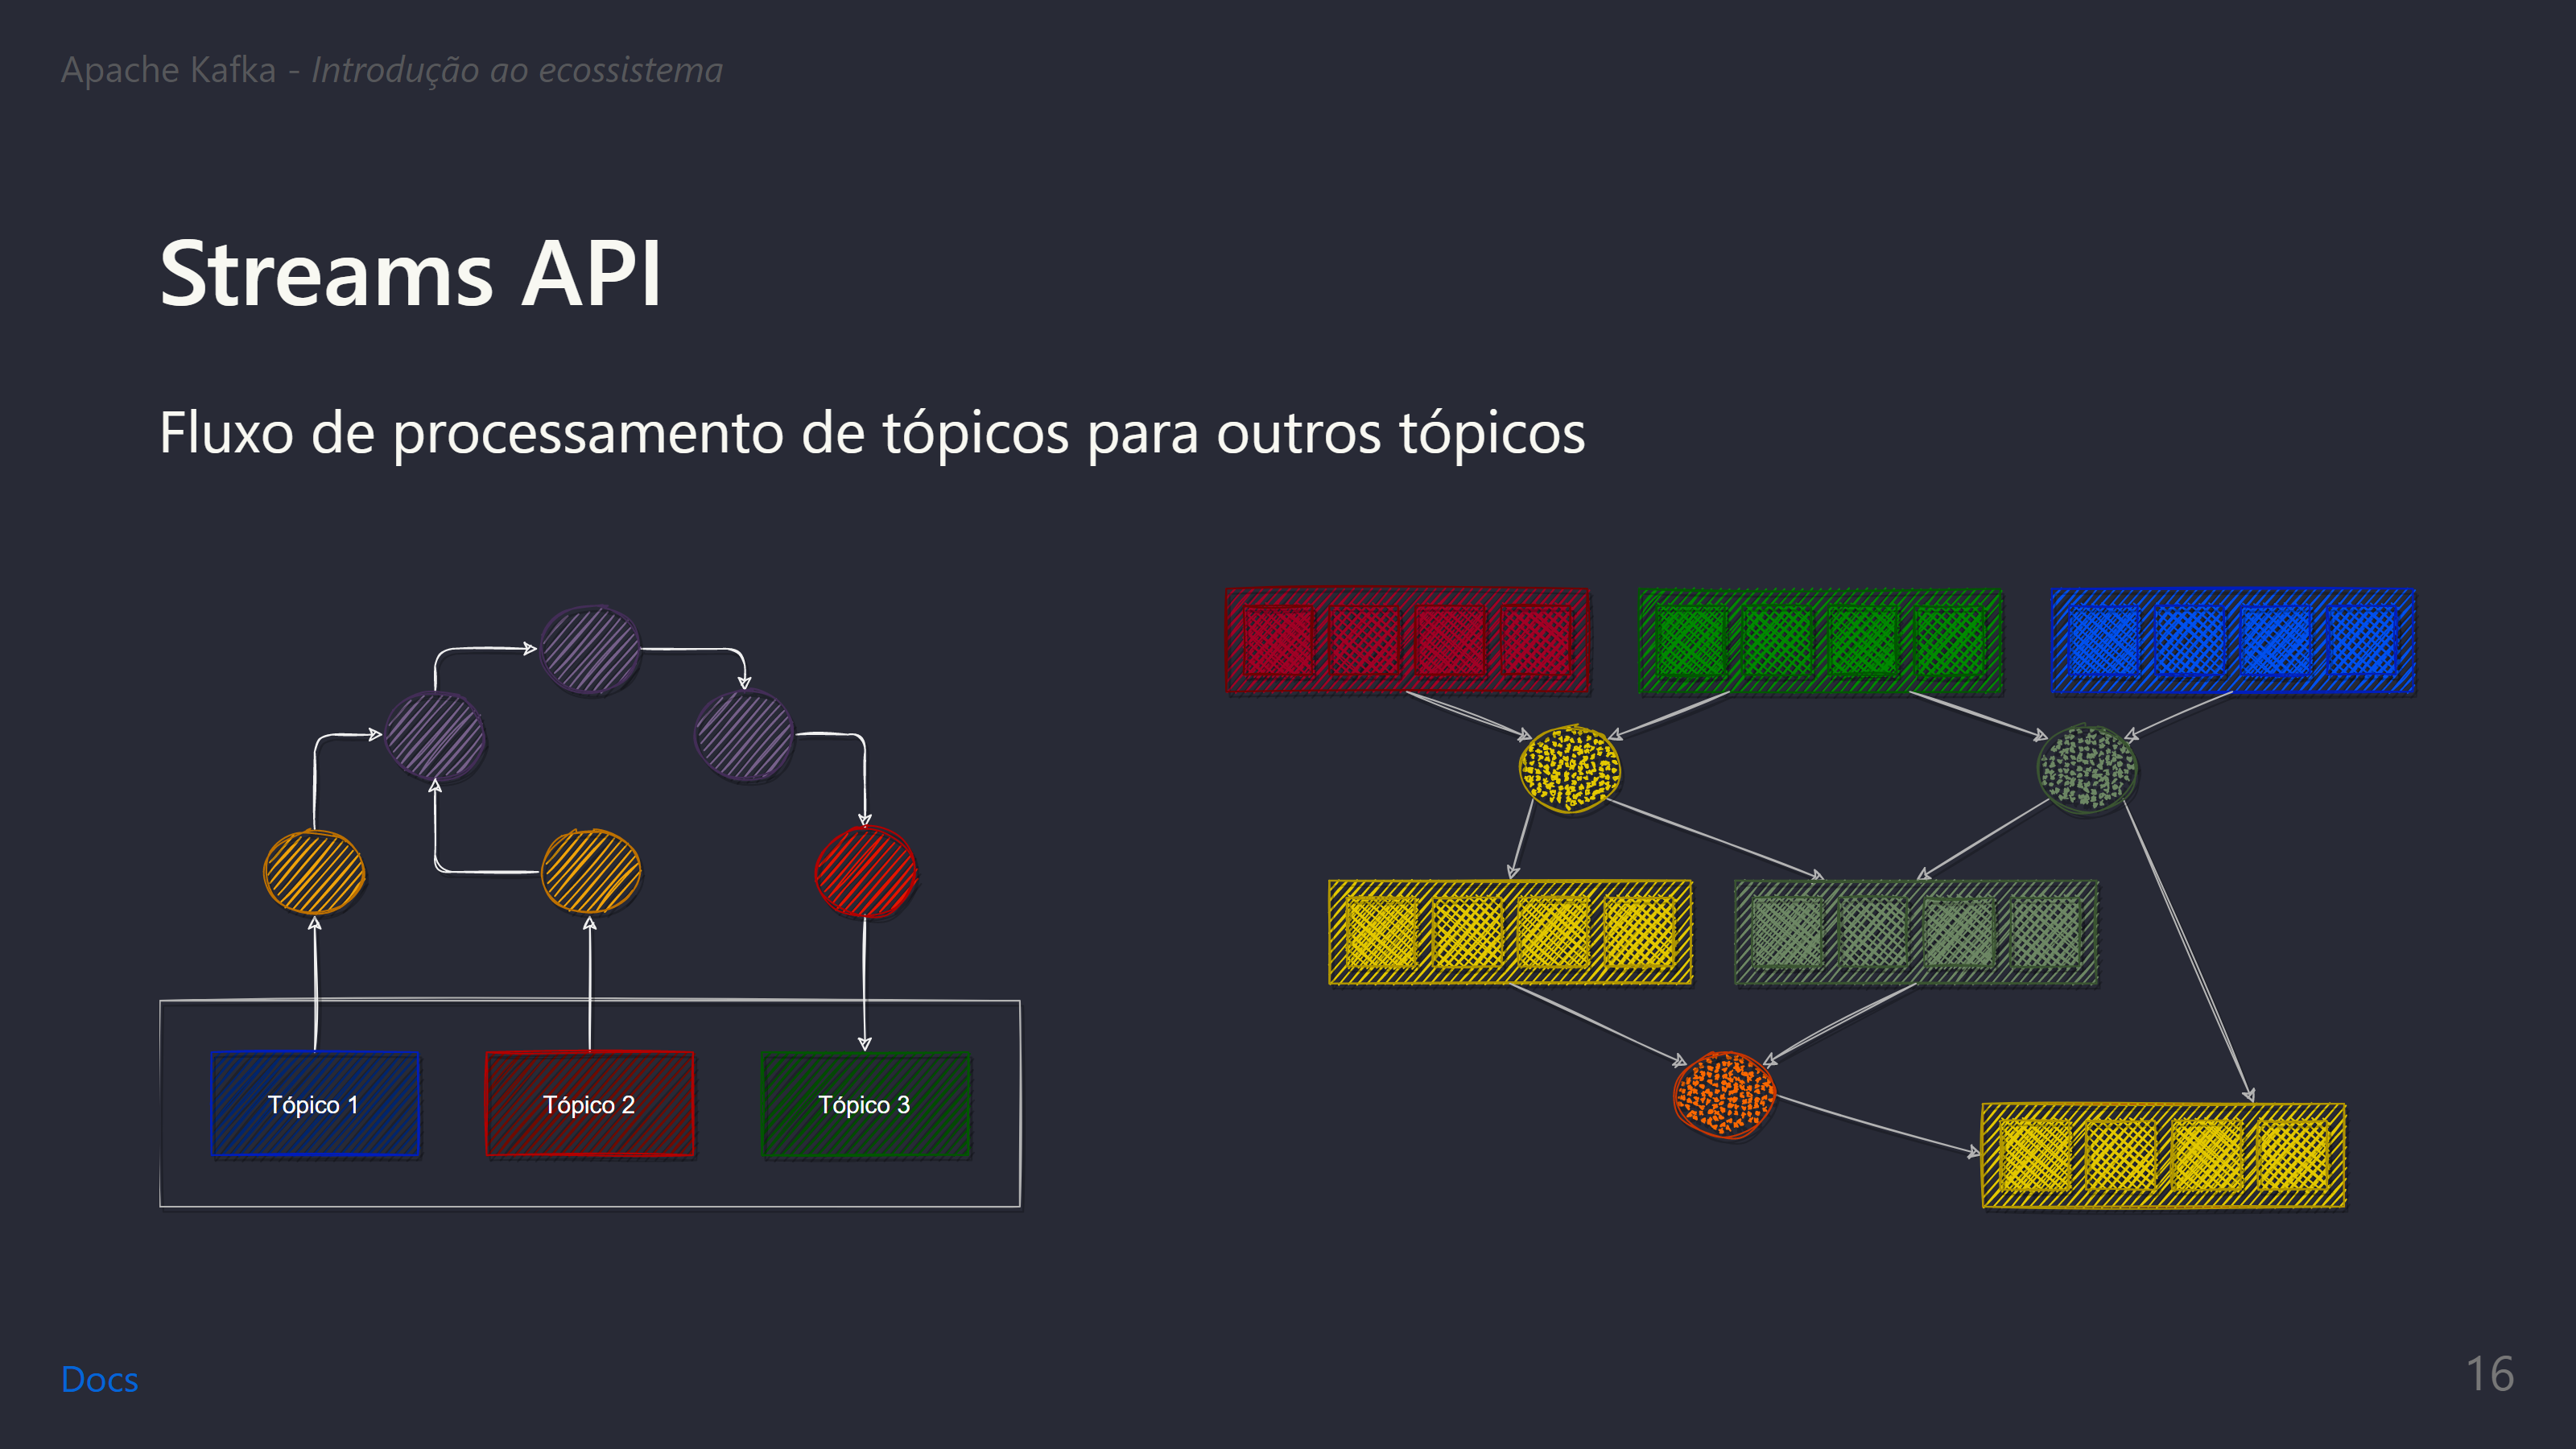 Apache Kafka - Introdução ao ecossistema
Streams API
Fluxo de processamento de tópicos para outros tópicos
Tópico 1
Tópico 2
Tópico 3
Docs
16